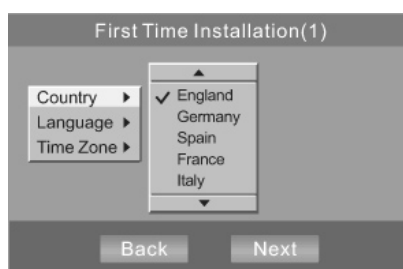 First Time Installation(1)
Country
Language
Time Zone
England
Germany
Spain
France
Italy
Back
Next